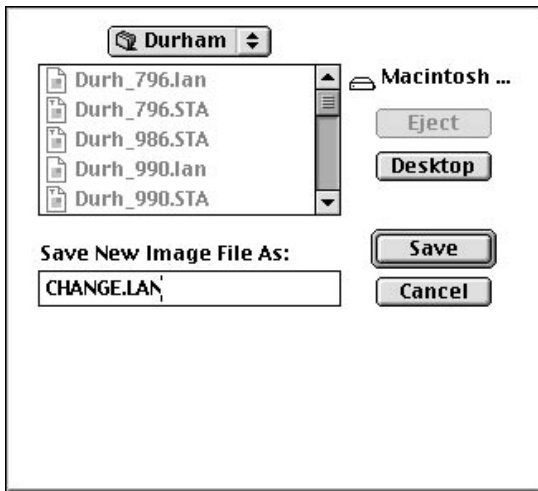 Durham
Durh_796.lan
Durh_796.STA
Durh_986.STA
Durh_990.lan
Durh_990.STA
Macintosh ...
Eject
Desktop
Save New Image File As:
CHANGE.LAN
Save
Cancel